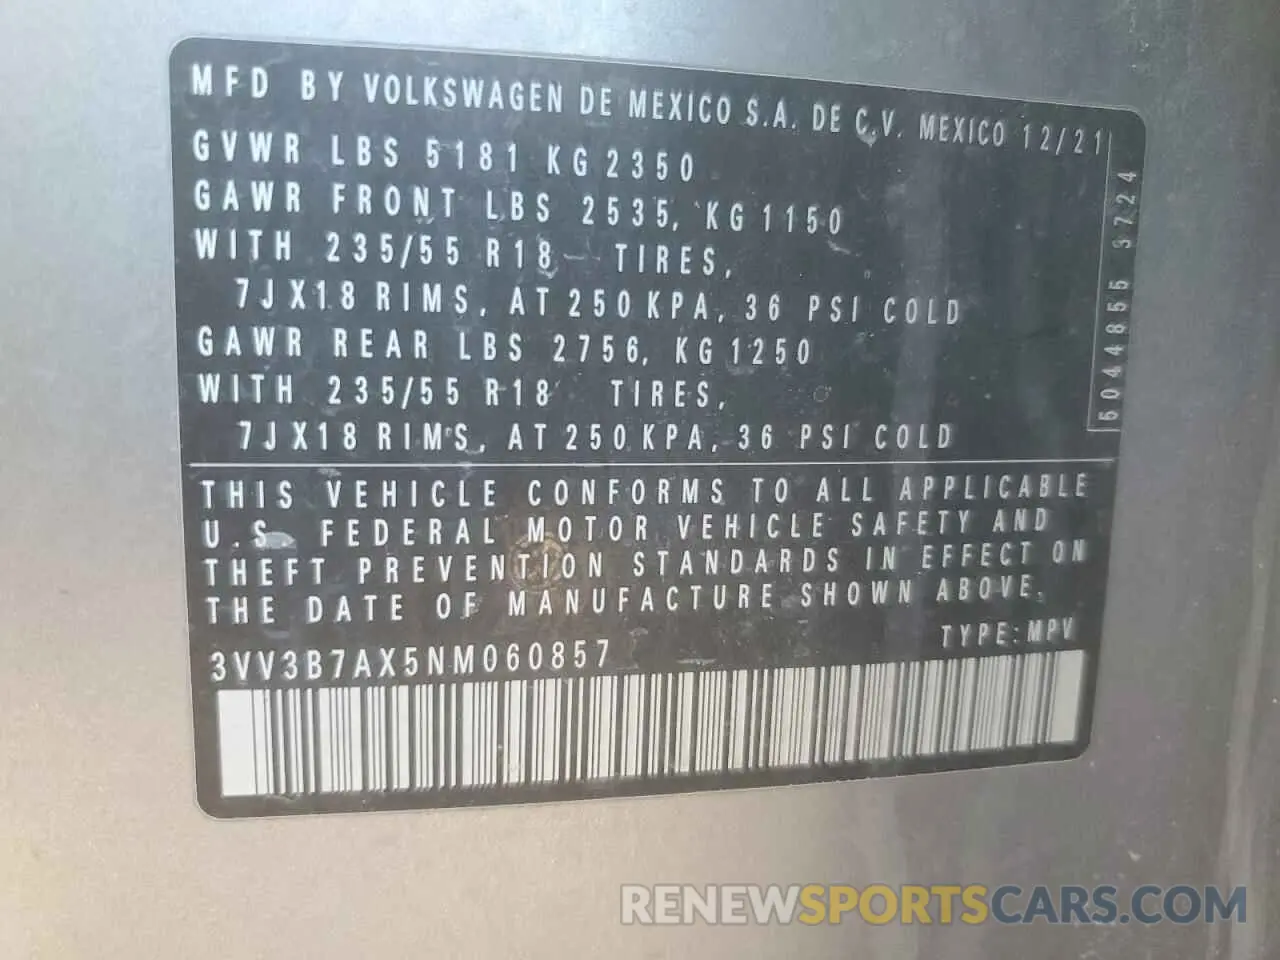 MFD BY VOLKSWAGEN DE MEXICO S.A. DE C.V. MEXICO 12/21
GVWR LBS 5181 KG 2350
GAWR FRONT LBS 2535, KG 1150
WITH 235/55 R18 TIRES,
7JX18 RIMS, AT 250 KPA, 36 PSI COLD
GAWR REAR LBS 2756, KG 1250
WITH 235/55 R18 TIRES,
7JX18 RIMS, AT 250 KPA, 36 PSI COLD
5044855 3724
THIS VEHICLE CONFORMS TO ALL APPLICABLE
U.S. FEDERAL MOTOR VEHICLE SAFETY AND
THEFT PREVENTION STANDARDS IN EFFECT ON
THE DATE OF MANUFACTURE SHOWN ABOVE.
TYPE: MPV
3VV3B7AX5NM060857
RENEWSPORTSCARS.COM